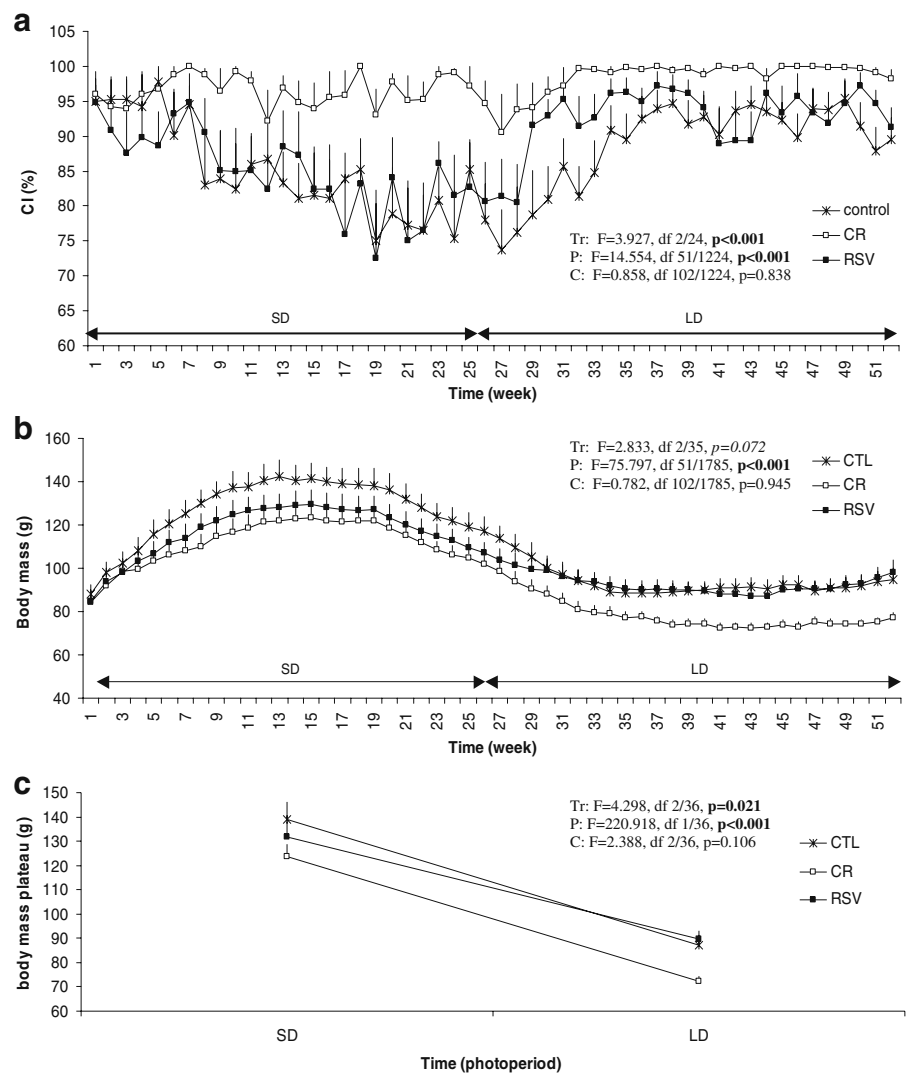 a
105
100
95
90
85
80
75
70
65
60
CI (%)
control
CR
RSV
Tr: F=3.927, df 2/24, p<0.001
P: F=14.554, df 51/1224, p<0.001
C: F=0.858, df 102/1224, p=0.838
SD
LD
1 3 5 7 9 11 13 15 17 19 21 23 25 27 29 31 33 35 37 39 41 43 45 47 49 51
Time (week)
b
160
140
120
100
80
60
40
Body mass (g)
Tr: F=2.833, df 2/35, p=0.072
P: F=75.797, df 51/1785, p<0.001
C: F=0.782, df 102/1785, p=0.945
CTL
CR
RSV
SD
LD
1 3 5 7 9 11 13 15 17 19 21 23 25 27 29 31 33 35 37 39 41 43 45 47 49 51
Time (week)
c
150
140
130
120
110
100
90
80
70
60
body mass plateau (g)
Tr: F=4.298, df 2/36, p=0.021
P: F=220.918, df 1/36, p<0.001
C: F=2.388, df 2/36, p=0.106
CTL
CR
RSV
SD
LD
Time (photoperiod)